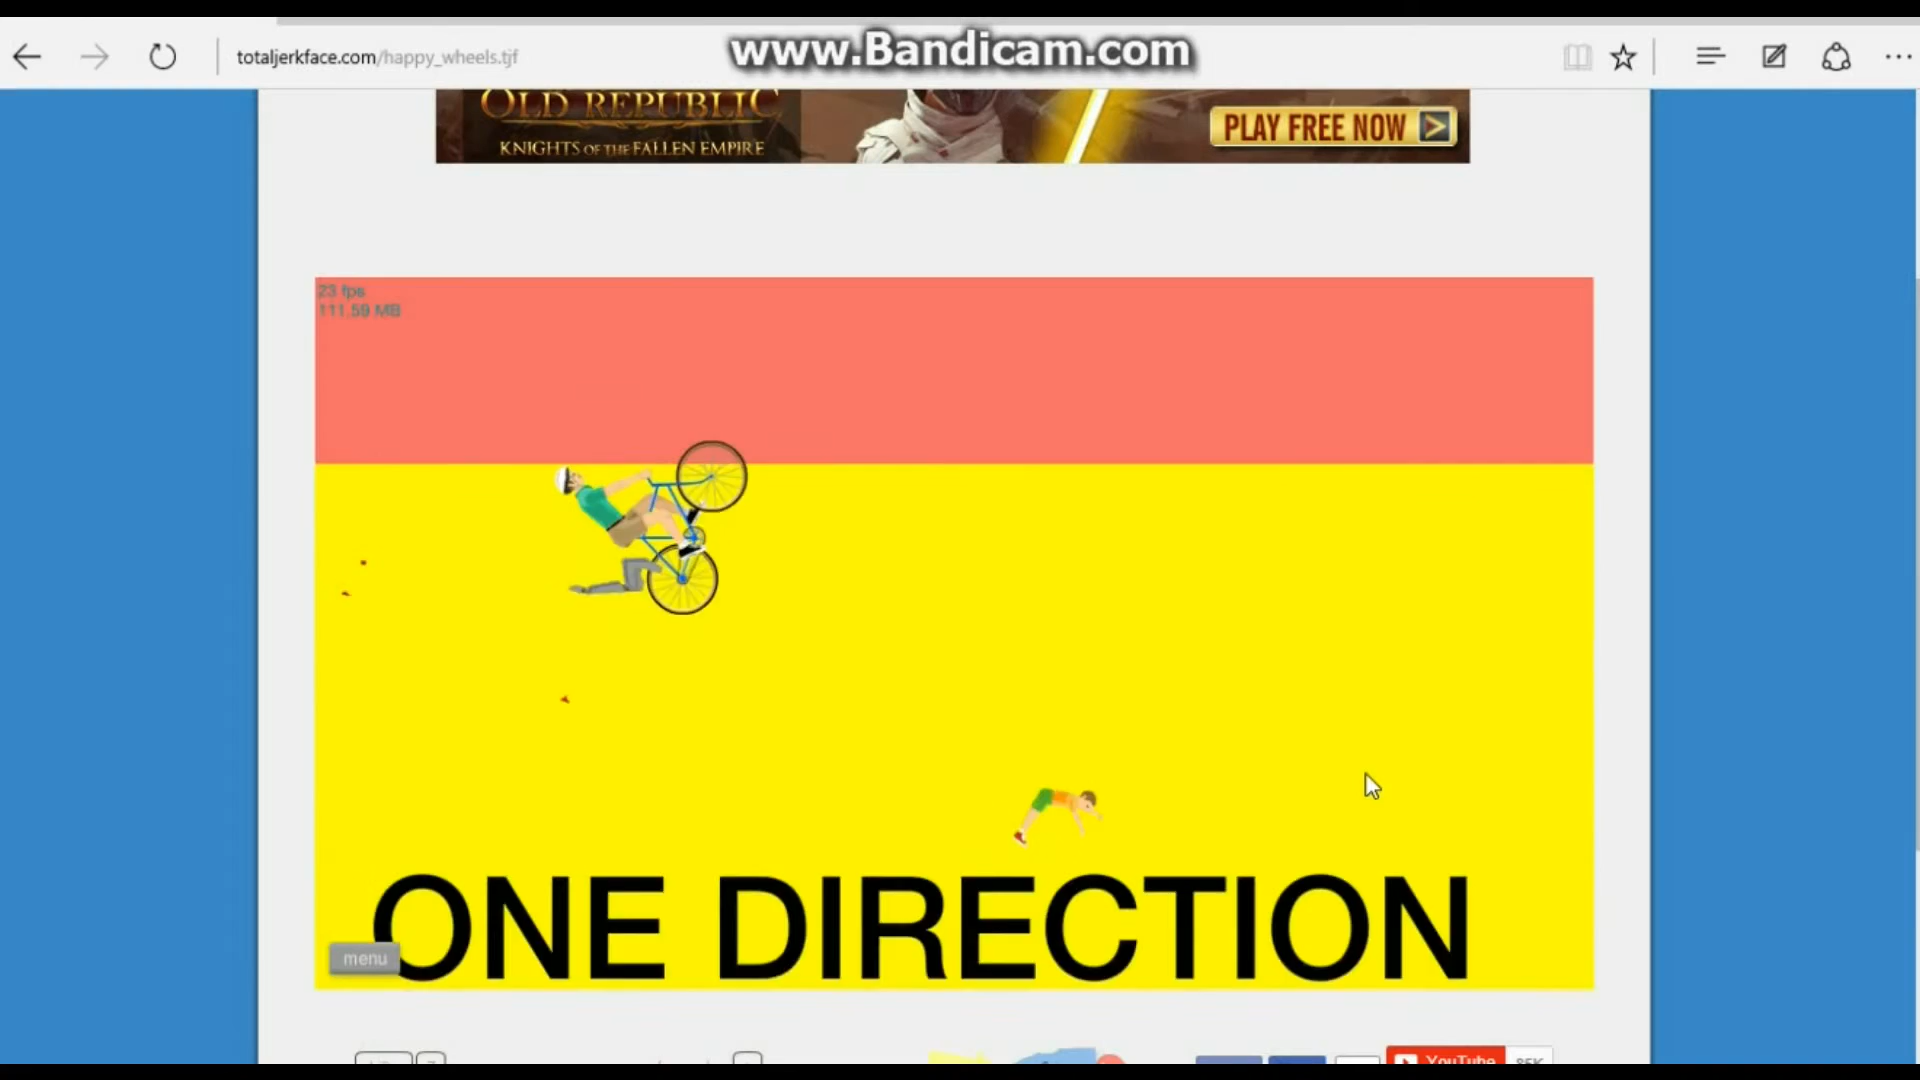 www.Bandicam.com
totaljerkface.com/happy_wheels.tjf
OLD REPUBLIC
KNIGHTS OF THE FALLEN EMPIRE
PLAY FREE NOW
23 fps
111.59 MB
ONE DIRECTION
menu
YouTube
85K